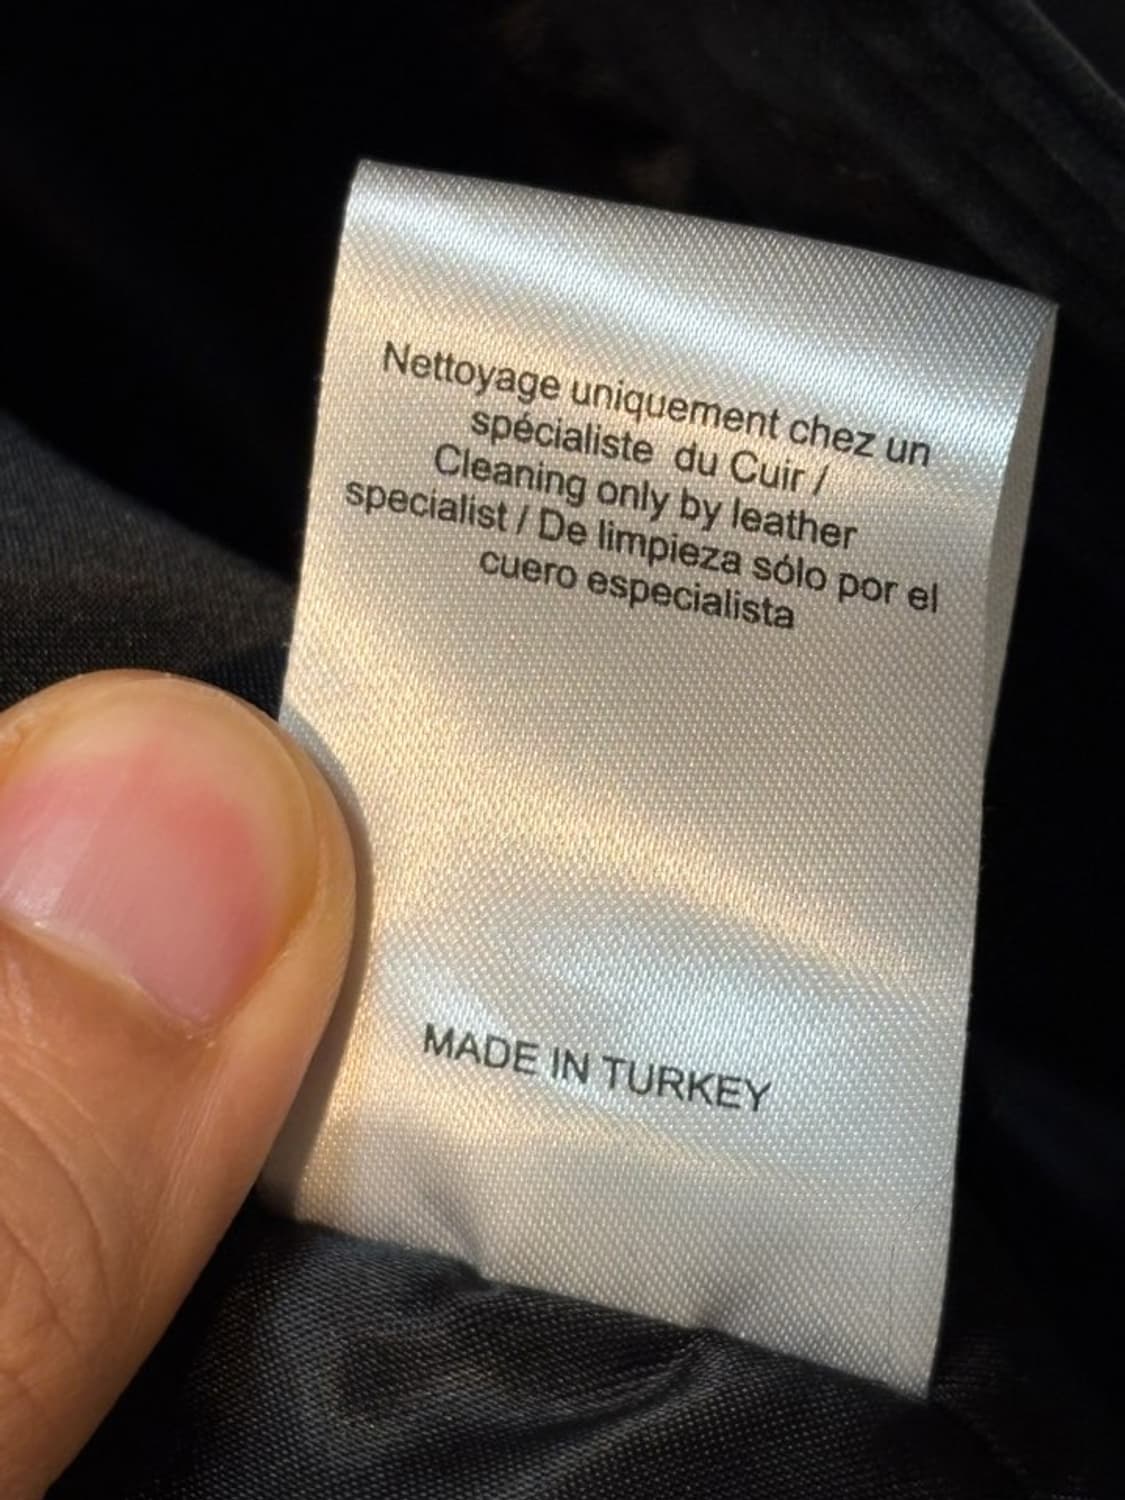 Nettoyage uniquement chez un
spécialiste du Cuir /
Cleaning only by leather
specialist / De limpieza sólo por el
cuero especialista
MADE IN TURKEY